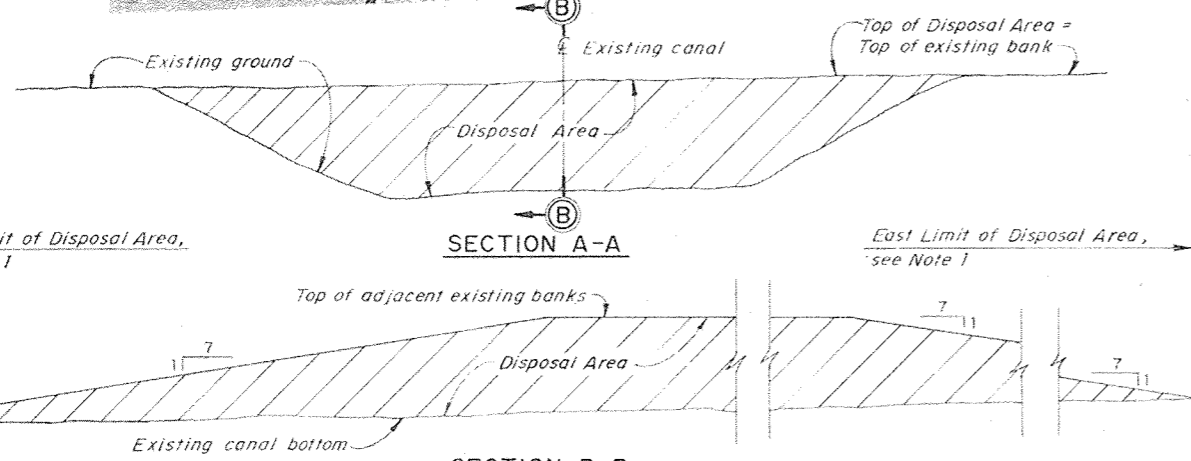 B
℄ Existing canal
Top of Disposal Area =
Top of existing bank
Existing ground
Disposal Area
B
SECTION A-A
it of Disposal Area,
1
East Limit of Disposal Area,
see Note 1
Top of adjacent existing banks
7
1
7
1
Disposal Area
7
1
Existing canal bottom